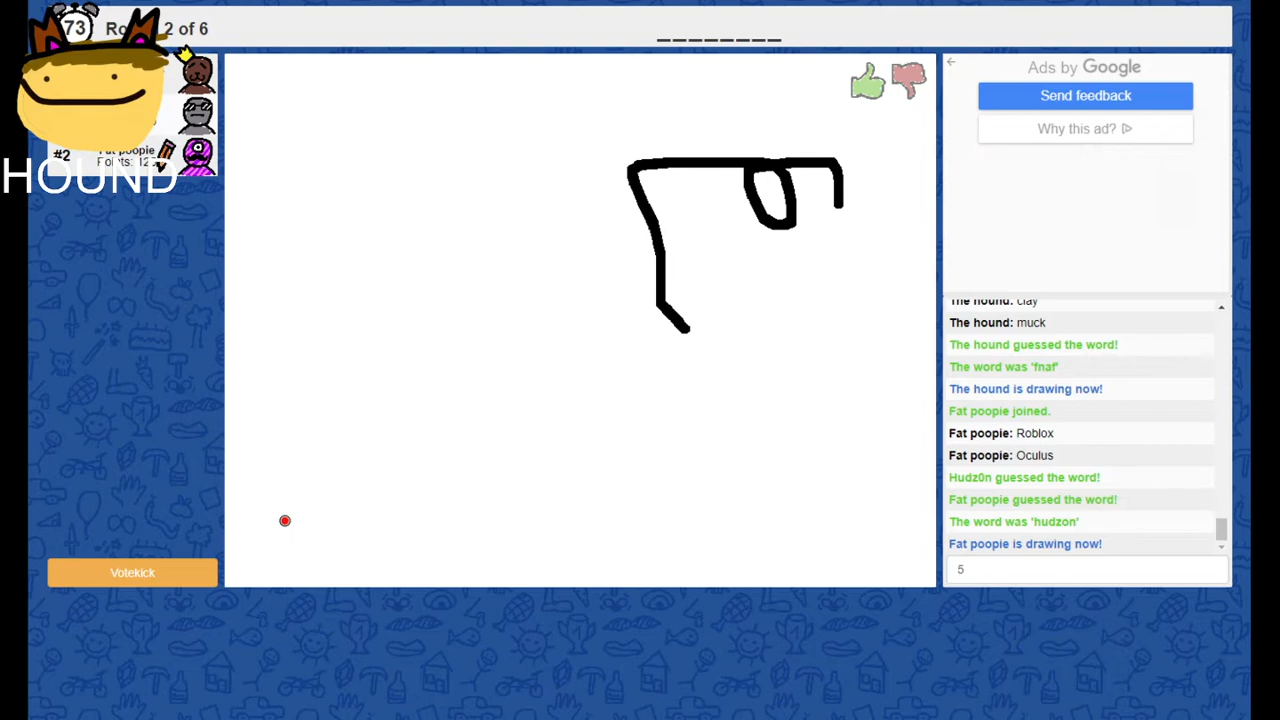 73
2 of 6
________
HOUND
#2
Ads by Google
Send feedback
Why this ad?
The hound: clay
The hound: muck
The hound guessed the word!
The word was 'fnaf'
The hound is drawing now!
Fat poopie joined.
Fat poopie: Roblox
Fat poopie: Oculus
Hudz0n guessed the word!
Fat poopie guessed the word!
The word was 'hudzon'
Fat poopie is drawing now!
5
Votekick